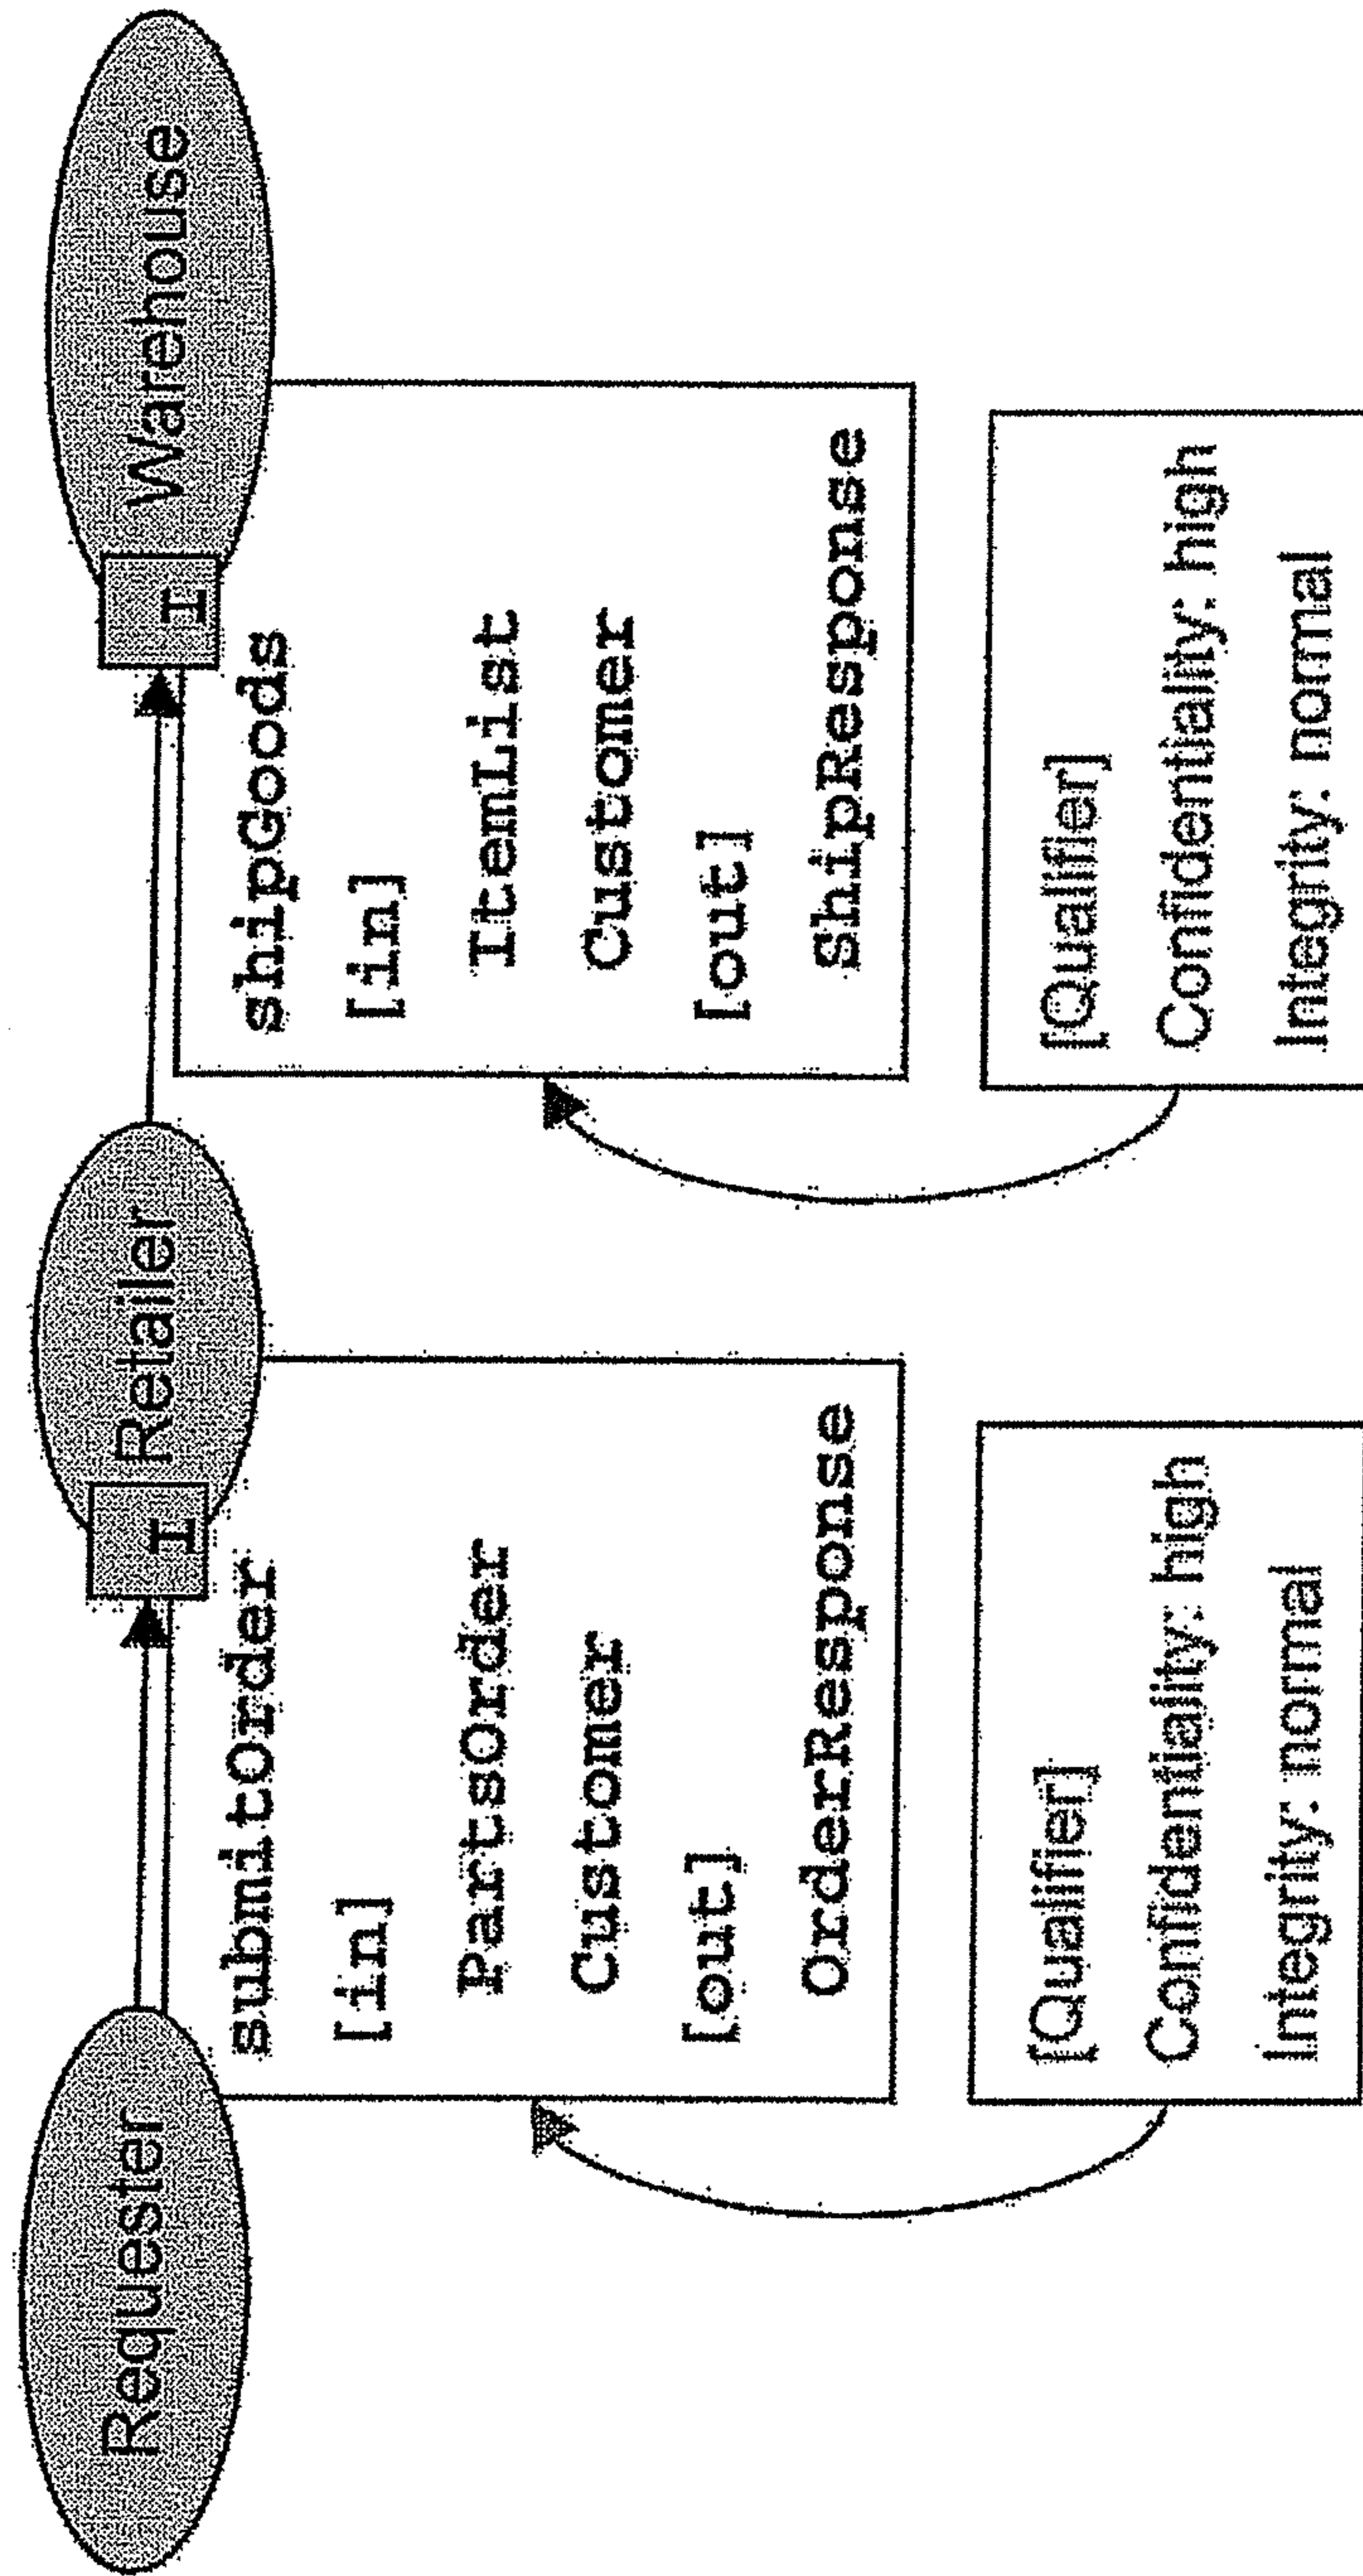 Requester
I
Retailer
I
Warehouse
submitOrder
[in]
PartsOrder
Customer
[out]
OrderResponse
shipGoods
[in]
ItemList
Customer
[out]
ShipResponse
[Qualifier]
Confidentiality: high
Integrity: normal
[Qualifier]
Confidentiality: high
Integrity: normal